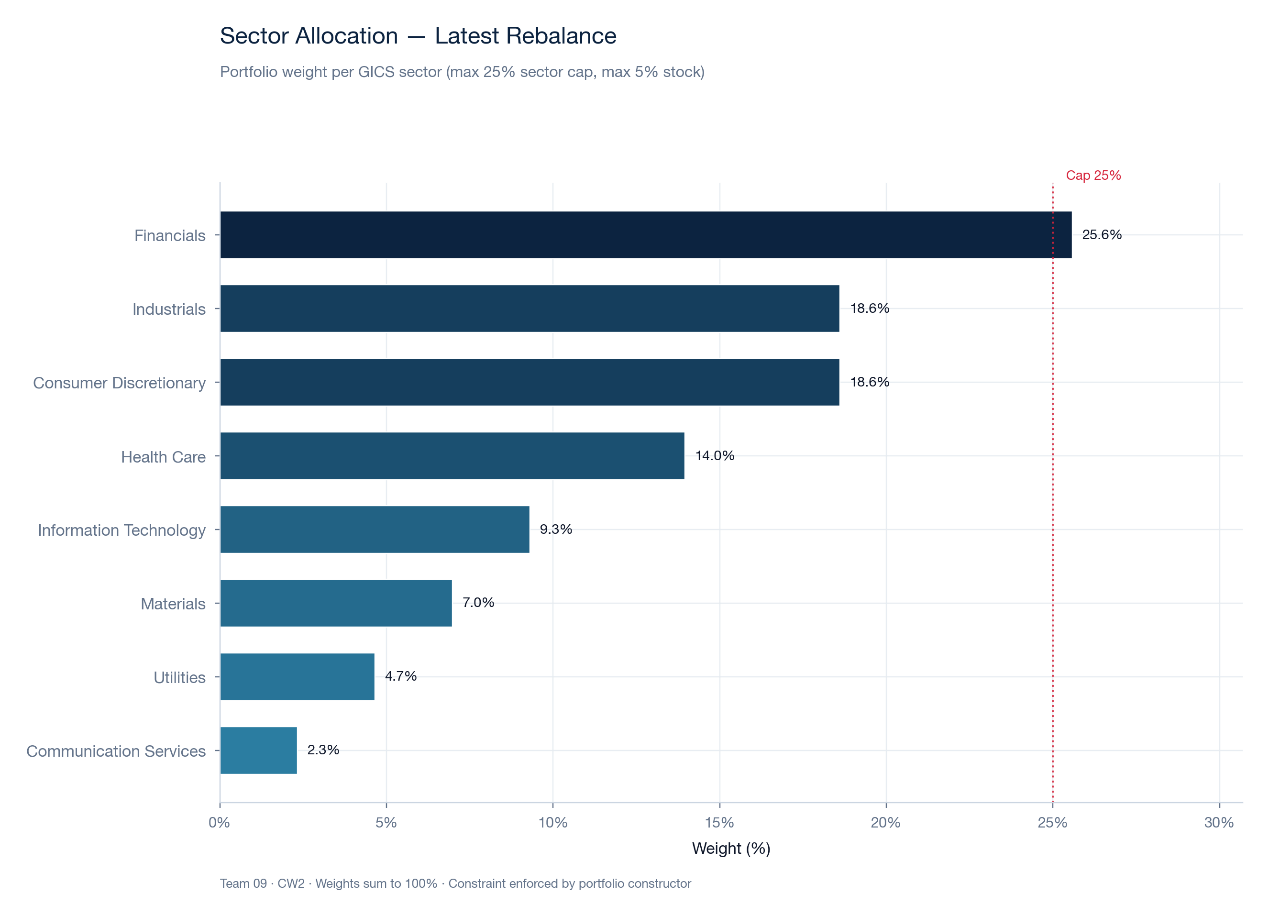 Sector Allocation — Latest Rebalance
Portfolio weight per GICS sector (max 25% sector cap, max 5% stock)
Cap 25%
Financials 25.6%
Industrials 18.6%
Consumer Discretionary 18.6%
Health Care 14.0%
Information Technology 9.3%
Materials 7.0%
Utilities 4.7%
Communication Services 2.3%
0% 5% 10% 15% 20% 25% 30%
Weight (%)
Team 09 · CW2 · Weights sum to 100% · Constraint enforced by portfolio constructor